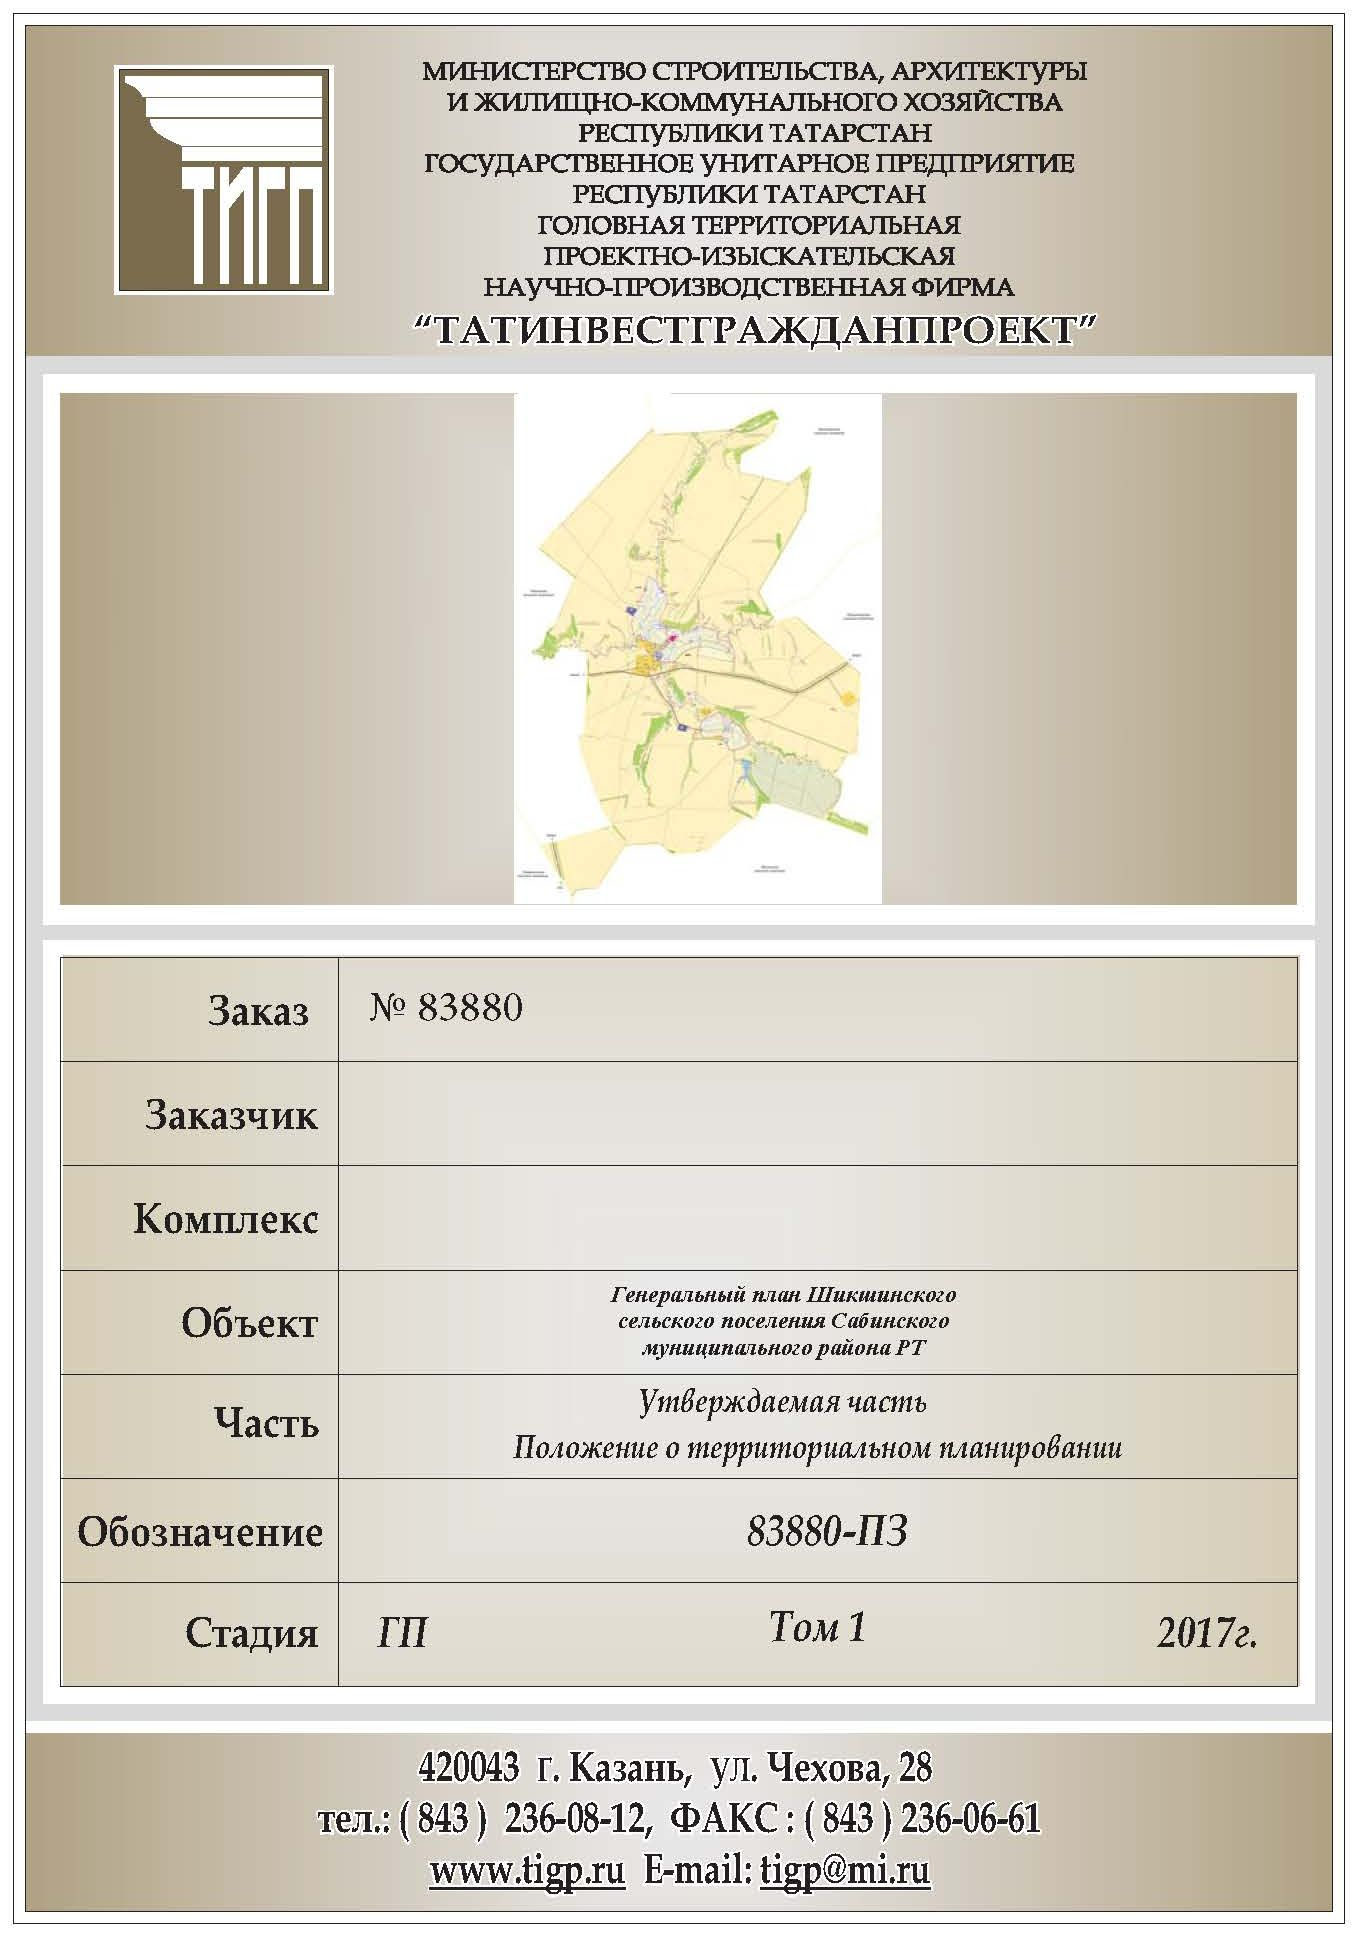 МИНИСТЕРСТВО СТРОИТЕЛЬСТВА, АРХИТЕКТУРЫ
И ЖИЛИЩНО-КОММУНАЛЬНОГО ХОЗЯЙСТВА
РЕСПУБЛИКИ ТАТАРСТАН
ГОСУДАРСТВЕННОЕ УНИТАРНОЕ ПРЕДПРИЯТИЕ
РЕСПУБЛИКИ ТАТАРСТАН
ГОЛОВНАЯ ТЕРРИТОРИАЛЬНАЯ
ПРОЕКТНО-ИЗЫСКАТЕЛЬСКАЯ
НАУЧНО-ПРОИЗВОДСТВЕННАЯ ФИРМА
“ТАТИНВЕСТГРАЖДАНПРОЕКТ”
ТИГП
Заказ № 83880
Заказчик
Комплекс
Объект
Генеральный план Шикшинского
сельского поселения Сабинского
муниципального района РТ
Часть
Утверждаемая часть
Положение о территориальном планировании
Обозначение 83880-ПЗ
Стадия ГП Том 1 2017г.
420043 г. Казань, ул. Чехова, 28
тел.: ( 843 ) 236-08-12, ФАКС : ( 843 ) 236-06-61
www.tigp.ru E-mail: tigp@mi.ru